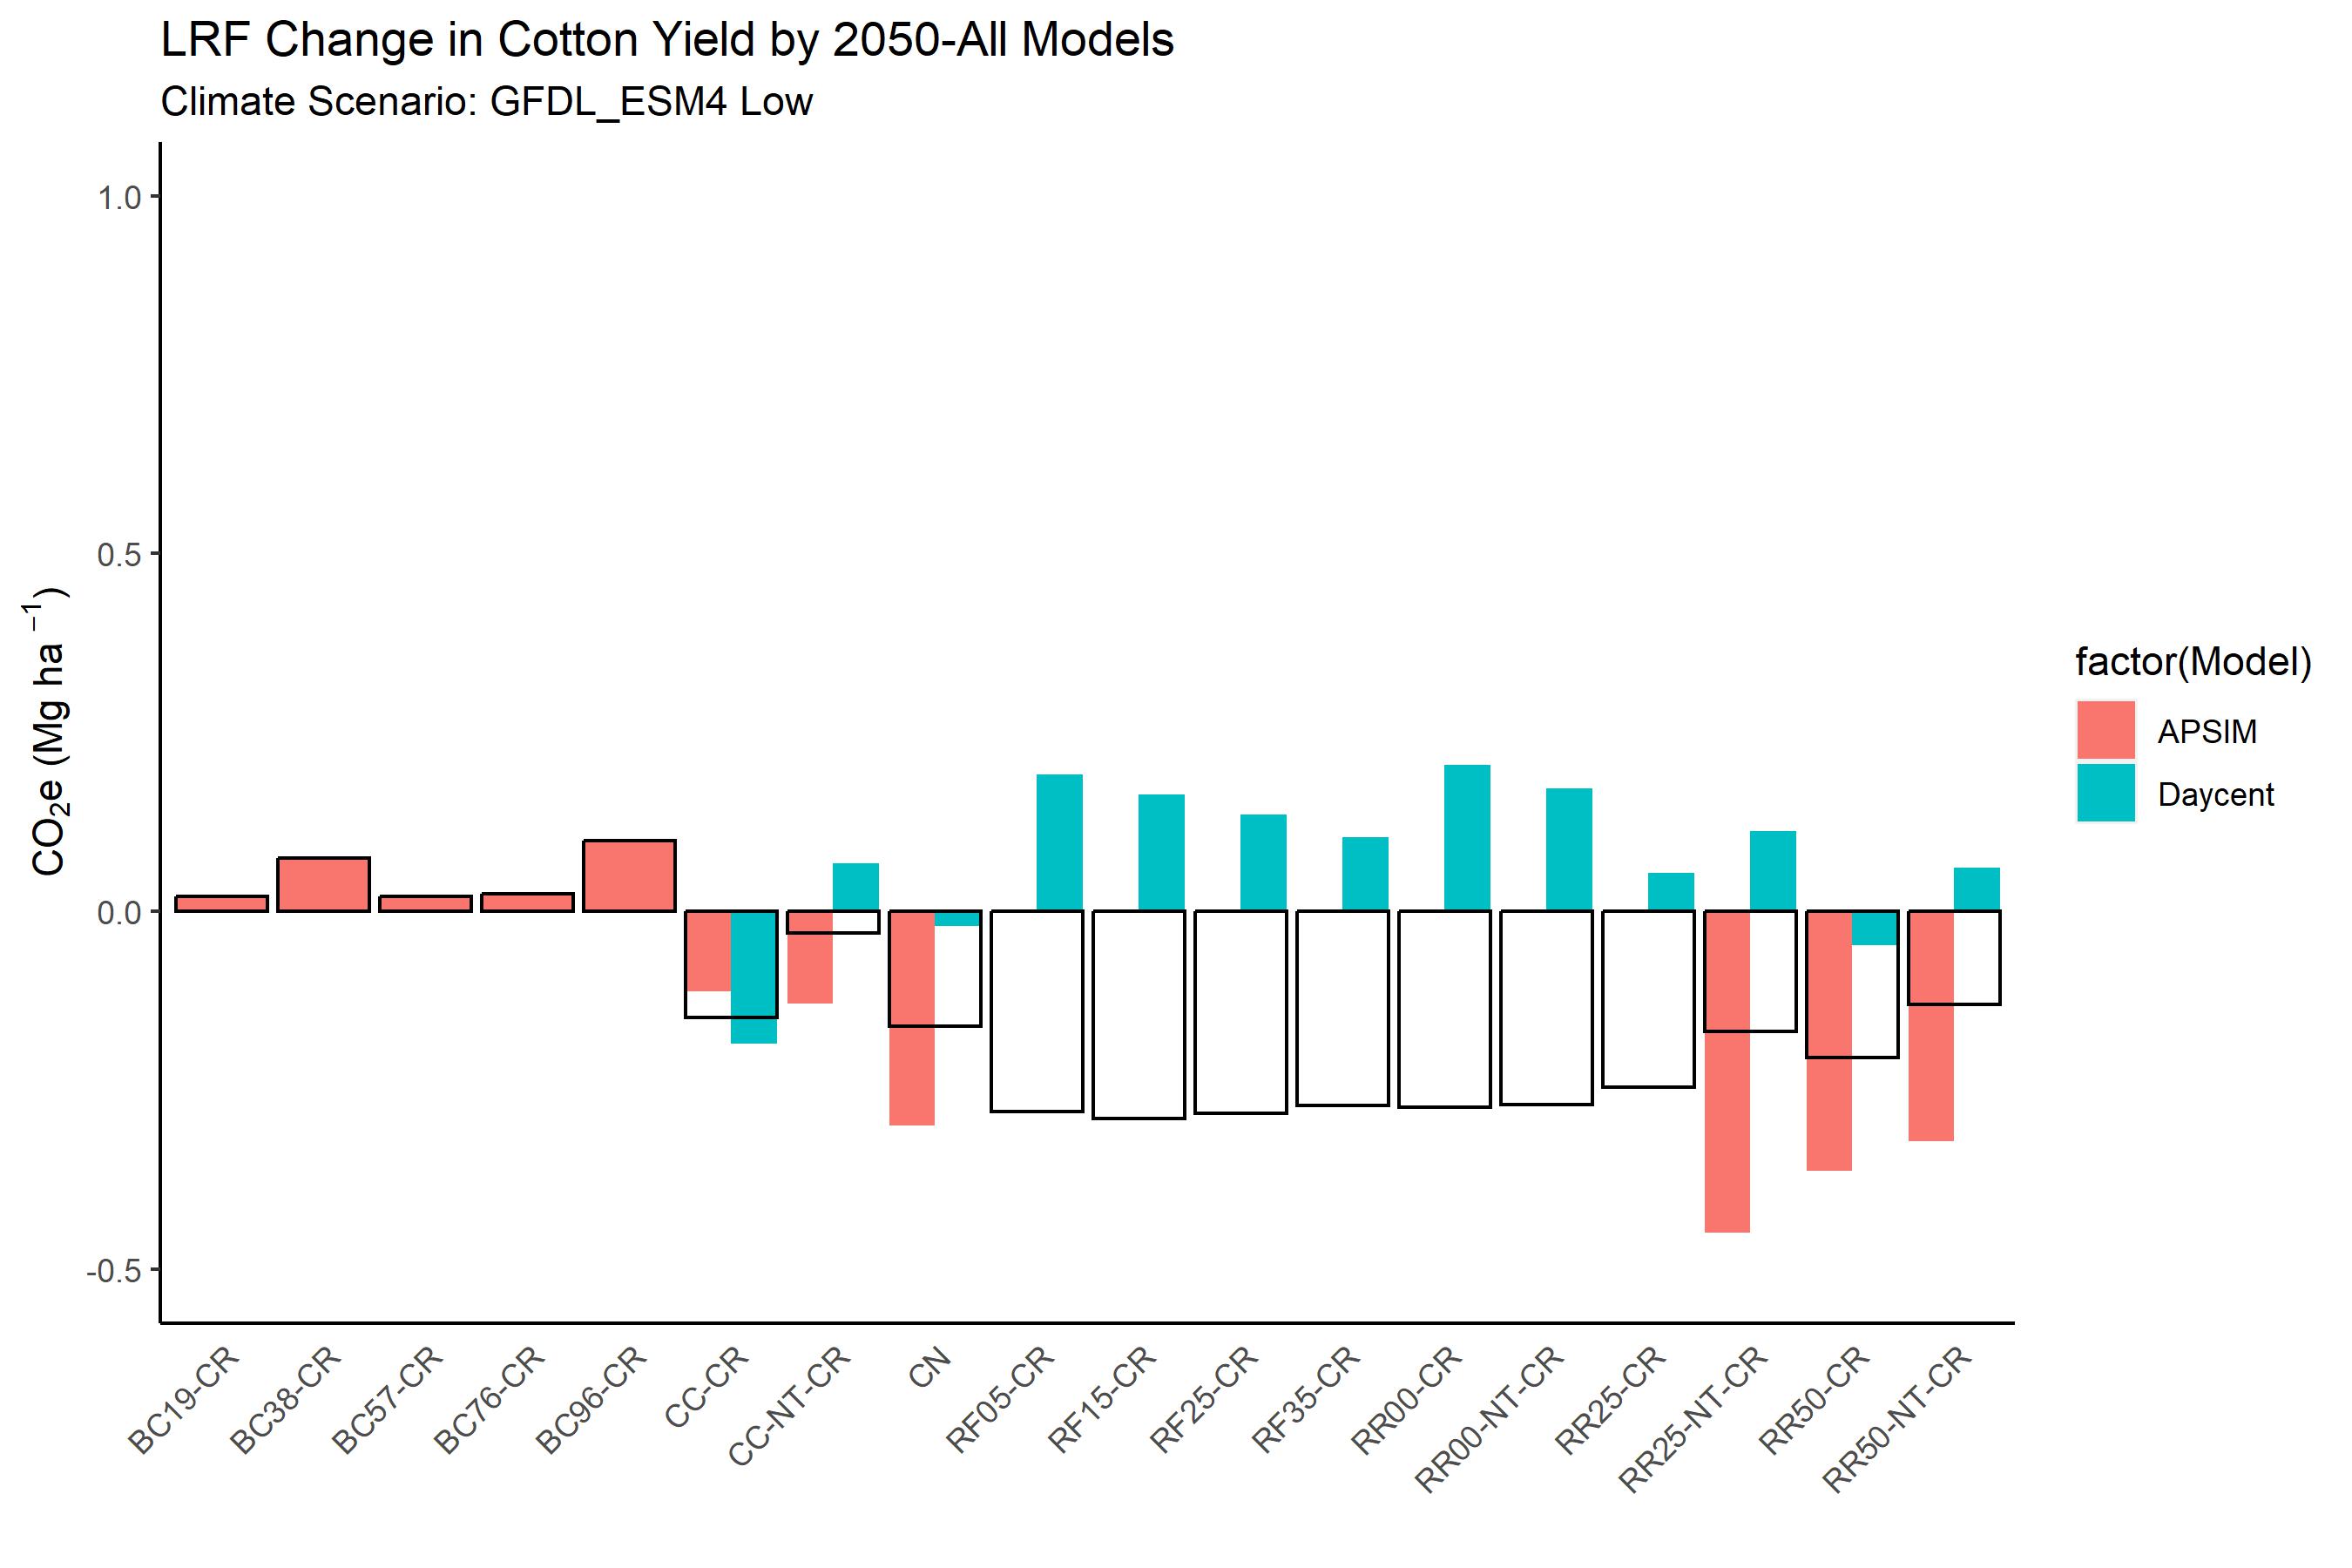 LRF Change in Cotton Yield by 2050-All Models
Climate Scenario: GFDL_ESM4 Low
CO₂e (Mg ha ⁻¹)
1.0
0.5
0.0
-0.5
BC19-CR
BC38-CR
BC57-CR
BC76-CR
BC96-CR
CC-CR
CC-NT-CR
CN
RF05-CR
RF15-CR
RF25-CR
RF35-CR
RR00-CR
RR00-NT-CR
RR25-CR
RR25-NT-CR
RR50-CR
RR50-NT-CR
factor(Model)
APSIM
Daycent